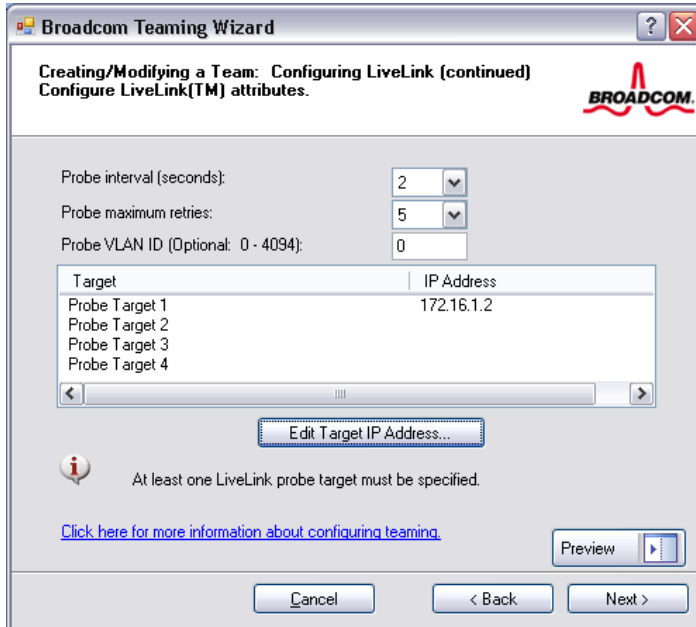 Broadcom Teaming Wizard
Creating/Modifying a Team: Configuring LiveLink (continued)
Configure LiveLink(TM) attributes.
BROADCOM.
Probe interval (seconds): 2
Probe maximum retries: 5
Probe VLAN ID (Optional: 0 - 4094): 0
Target IP Address
Probe Target 1 172.16.1.2
Probe Target 2
Probe Target 3
Probe Target 4
Edit Target IP Address...
At least one LiveLink probe target must be specified.
Click here for more information about configuring teaming.
Preview
Cancel < Back Next >